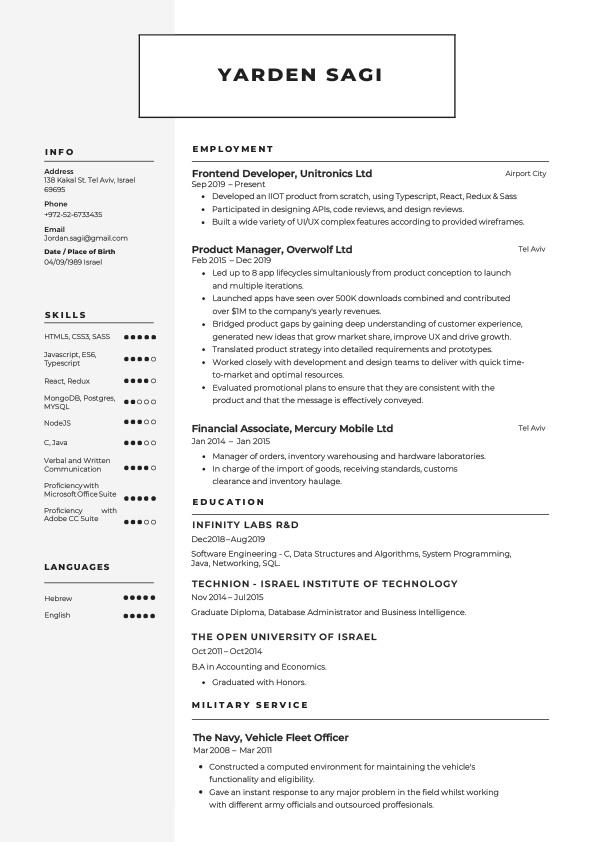 YARDEN SAGI
INFO
Address
138 Kakal St. Tel Aviv, Israel
69695
Phone
+972-52-6733435
Email
Jordan.sagi@gmail.com
Date / Place of Birth
04/09/1989 Israel
SKILLS
HTML5, CSS3, SASS
Javascript, ES6,
Typescript
React, Redux
MongoDB, Postgres,
MYSQL
NodeJS
C, Java
Verbal and Written
Communication
Proficiency with
Microsoft Office Suite
Proficiency with
Adobe CC Suite
LANGUAGES
Hebrew
English
EMPLOYMENT
Frontend Developer, Unitronics Ltd Airport City
Sep 2019 – Present
• Developed an IIOT product from scratch, using Typescript, React, Redux & Sass
• Participated in designing APIs, code reviews, and design reviews.
• Built a wide variety of UI/UX complex features according to provided wireframes.
Product Manager, Overwolf Ltd Tel Aviv
Feb 2015 – Dec 2019
• Led up to 8 app lifecycles simultaniously from product conception to launch
and multiple iterations.
• Launched apps have seen over 500K downloads combined and contributed
over $1M to the company's yearly revenues.
• Bridged product gaps by gaining deep understanding of customer experience,
generated new ideas that grow market share, improve UX and drive growth.
• Translated product strategy into detailed requirements and prototypes.
• Worked closely with development and design teams to deliver with quick time-
to-market and optimal resources.
• Evaluated promotional plans to ensure that they are consistent with the
product and that the message is effectively conveyed.
Financial Associate, Mercury Mobile Ltd Tel Aviv
Jan 2014 – Jan 2015
• Manager of orders, inventory warehousing and hardware laboratories.
• In charge of the import of goods, receiving standards, customs
clearance and inventory haulage.
EDUCATION
INFINITY LABS R&D
Dec2018–Aug2019
Software Engineering - C, Data Structures and Algorithms, System Programming,
Java, Networking, SQL.
TECHNION - ISRAEL INSTITUTE OF TECHNOLOGY
Nov 2014 – Jul 2015
Graduate Diploma, Database Administrator and Business Intelligence.
THE OPEN UNIVERSITY OF ISRAEL
Oct 2011 – Oct2014
B.A in Accounting and Economics.
• Graduated with Honors.
MILITARY SERVICE
The Navy, Vehicle Fleet Officer
Mar 2008 – Mar 2011
• Constructed a computed environment for maintaining the vehicle's
functionality and eligibility.
• Gave an instant response to any major problem in the field whilst working
with different army officials and outsourced proffesionals.